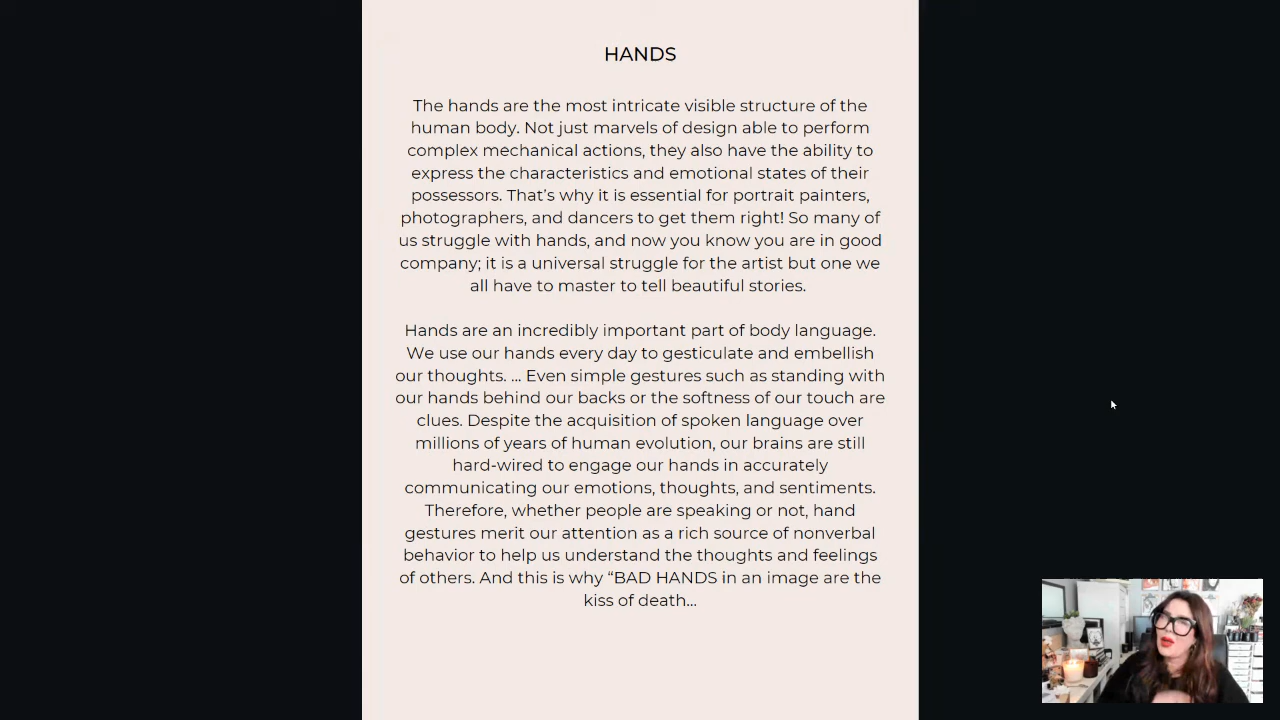 HANDS
The hands are the most intricate visible structure of the
human body. Not just marvels of design able to perform
complex mechanical actions, they also have the ability to
express the characteristics and emotional states of their
possessors. That's why it is essential for portrait painters,
photographers, and dancers to get them right! So many of
us struggle with hands, and now you know you are in good
company; it is a universal struggle for the artist but one we
all have to master to tell beautiful stories.
Hands are an incredibly important part of body language.
We use our hands every day to gesticulate and embellish
our thoughts. ... Even simple gestures such as standing with
our hands behind our backs or the softness of our touch are
clues. Despite the acquisition of spoken language over
millions of years of human evolution, our brains are still
hard-wired to engage our hands in accurately
communicating our emotions, thoughts, and sentiments.
Therefore, whether people are speaking or not, hand
gestures merit our attention as a rich source of nonverbal
behavior to help us understand the thoughts and feelings
of others. And this is why “BAD HANDS in an image are the
kiss of death...